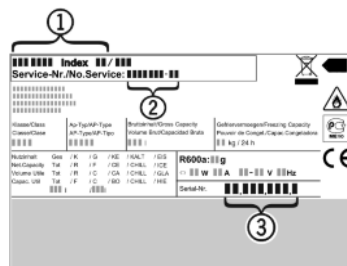 1
Index /
Service-Nr./No.Service: -
2
Klasse/Class
Classe/Clase
Ap-Typ/AP-Type
AP-Type/AP-Tipo
Bruttoinhalt/Gross Capacity
Volume Brut/Capacidad Bruta
Gefriervermogen/Freezing Capacity
Pouvoir de Congel./Capac.Congeladora
kg / 24 h
Nutzinhalt Ges / K / G / KE / KALT / EIS
Net.Capacity Tot / R / F / CE / CHILL / ICE
Volume Utile Tot / R / C / CA / CHILL / GLA
Capac. Util Tot / F / C / BO / CHILL / HIE
R600a: g
W A - V Hz
Serial-Nr.
3
CE